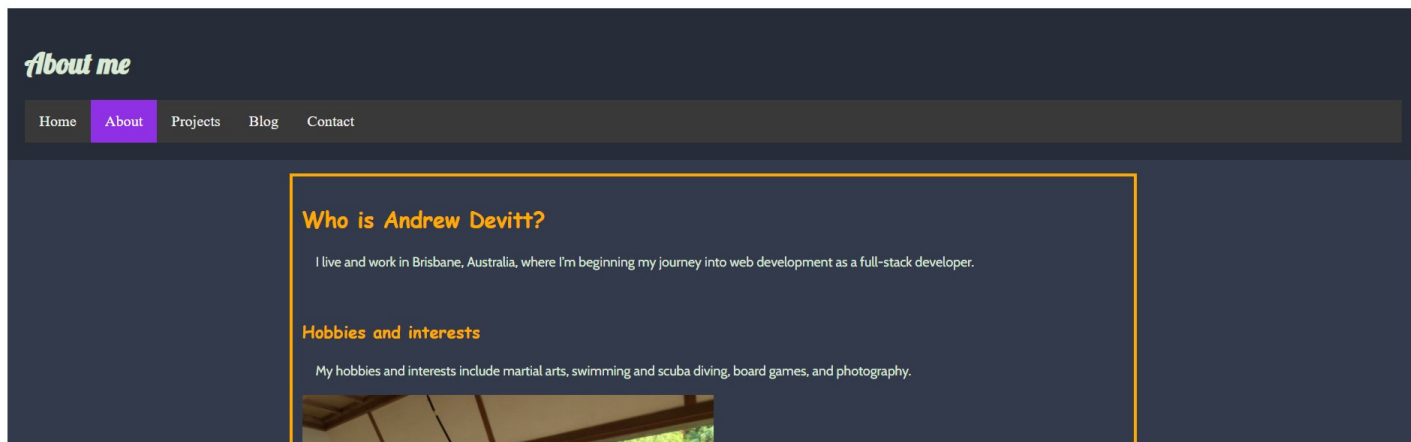 About me
Home About Projects Blog Contact
Who is Andrew Devitt?
I live and work in Brisbane, Australia, where I'm beginning my journey into web development as a full-stack developer.
Hobbies and interests
My hobbies and interests include martial arts, swimming and scuba diving, board games, and photography.